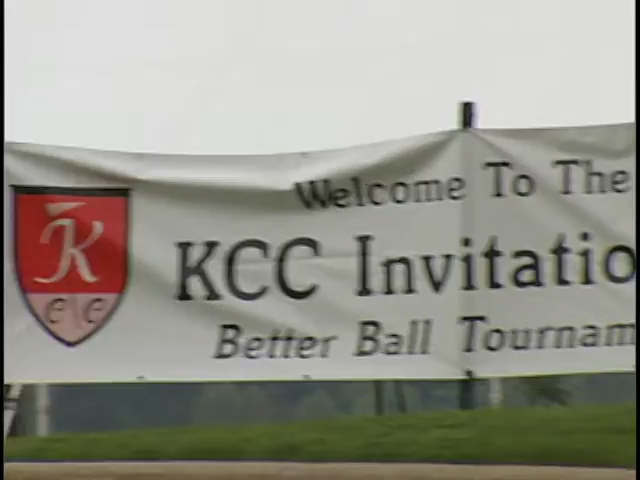 Welcome To The
KCC Invitatio
Better Ball Tournam
K
C C